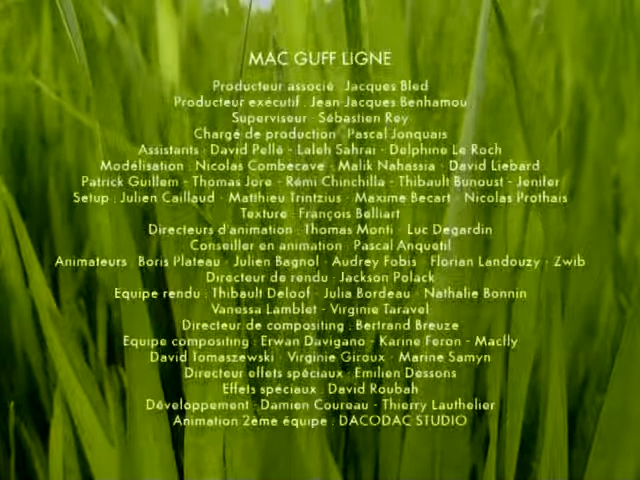 MAC GUFF LIGNE
Producteur associé : Jacques Bled
Producteur exécutif : Jean-Jacques Benhamou
Superviseur : Sébastien Rey
Chargé de production : Pascal Jonquais
Assistants : David Pellé - Laleh Sahrai - Delphine Le Roch
Modélisation : Nicolas Combecave - Malik Nahassia - David Liebard
Patrick Guillem - Thomas Jore - Rémi Chinchilla - Thibault Bunoust - Jenifer
Setup : Julien Caillaud - Matthieu Trintzius - Maxime Becart - Nicolas Prothais
Texture : François Belliart
Directeurs d'animation : Thomas Monti - Luc Degardin
Conseiller en animation : Pascal Anquetil
Animateurs : Boris Plateau - Julien Bagnol - Audrey Fobis - Florian Landouzy - Zwib
Directeur de rendu : Jackson Polack
Equipe rendu : Thibault Deloof - Julia Bordeau - Nathalie Bonnin
Vanessa Lamblet - Virginie Taravel
Directeur de compositing : Bertrand Breuze
Equipe compositing : Erwan Davigano - Karine Feron - Maclly
David Tomaszewski - Virginie Giroux - Marine Samyn
Directeur effets spéciaux : Emilien Dessons
Effets spéciaux : David Roubah
Développement : Damien Coureau - Thierry Lauthelier
Animation 2ème équipe : DACODAC STUDIO